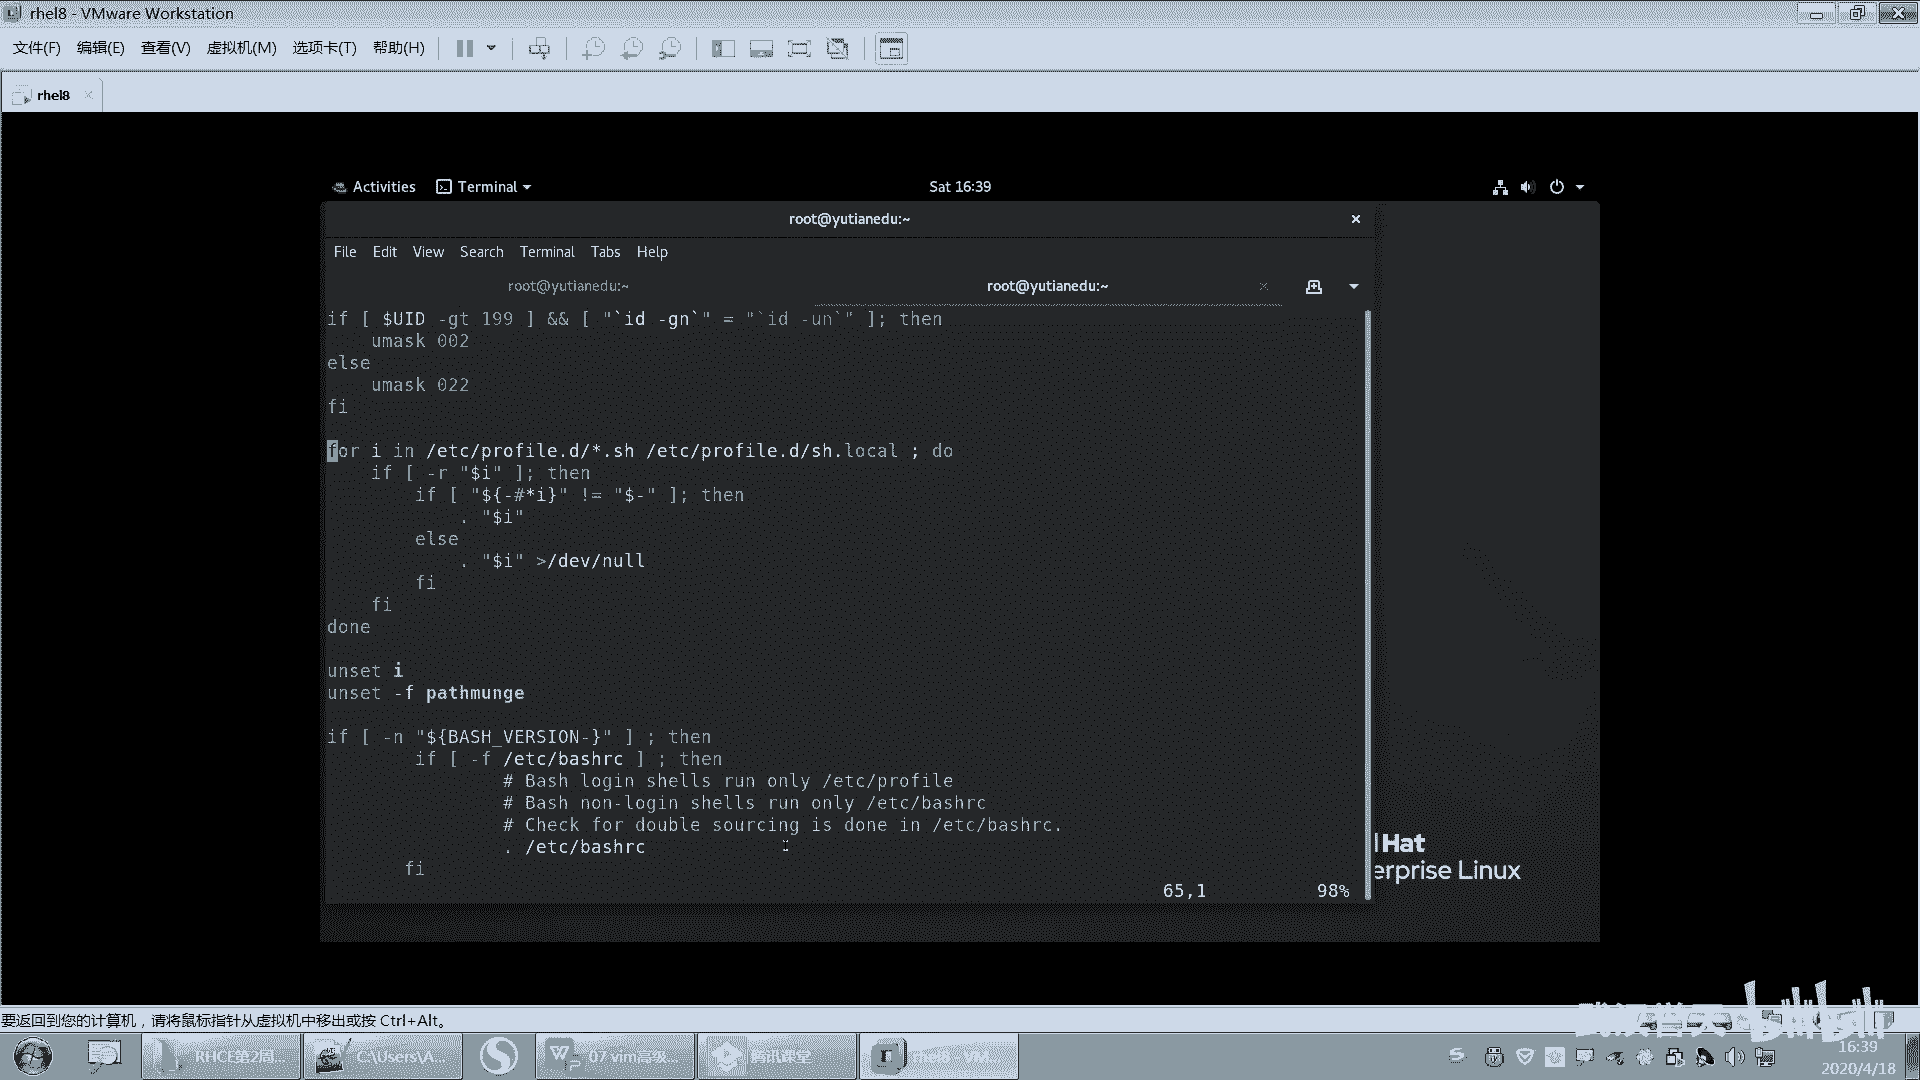 rhel8 - VMware Workstation
文件(F) 编辑(E) 查看(V) 虚拟机(M) 选项卡(T) 帮助(H)
rhel8
Activities Terminal Sat 16:39
root@yutianedu:~
File Edit View Search Terminal Tabs Help
root@yutianedu:~ root@yutianedu:~
if [ $UID -gt 199 ] && [ "`id -gn`" = "`id -un`" ]; then
    umask 002
else
    umask 022
fi
for i in /etc/profile.d/*.sh /etc/profile.d/sh.local ; do
    if [ -r "$i" ]; then
        if [ "${-#*i}" != "$-" ]; then
            . "$i"
        else
            . "$i" >/dev/null
        fi
    fi
done
unset i
unset -f pathmunge
if [ -n "${BASH_VERSION-}" ] ; then
        if [ -f /etc/bashrc ] ; then
                # Bash login shells run only /etc/profile
                # Bash non-login shells run only /etc/bashrc
                # Check for double sourcing is done in /etc/bashrc.
                . /etc/bashrc
       fi
65,1 98%
Hat
erprise Linux
要返回到您的计算机，请将鼠标指针从虚拟机中移出或按 Ctrl+Alt。
bilibili
RHCE第2周... C:\Users\A... 07 vim高级... 腾讯课堂 rhel8 - VM...
16:39
2020/4/18